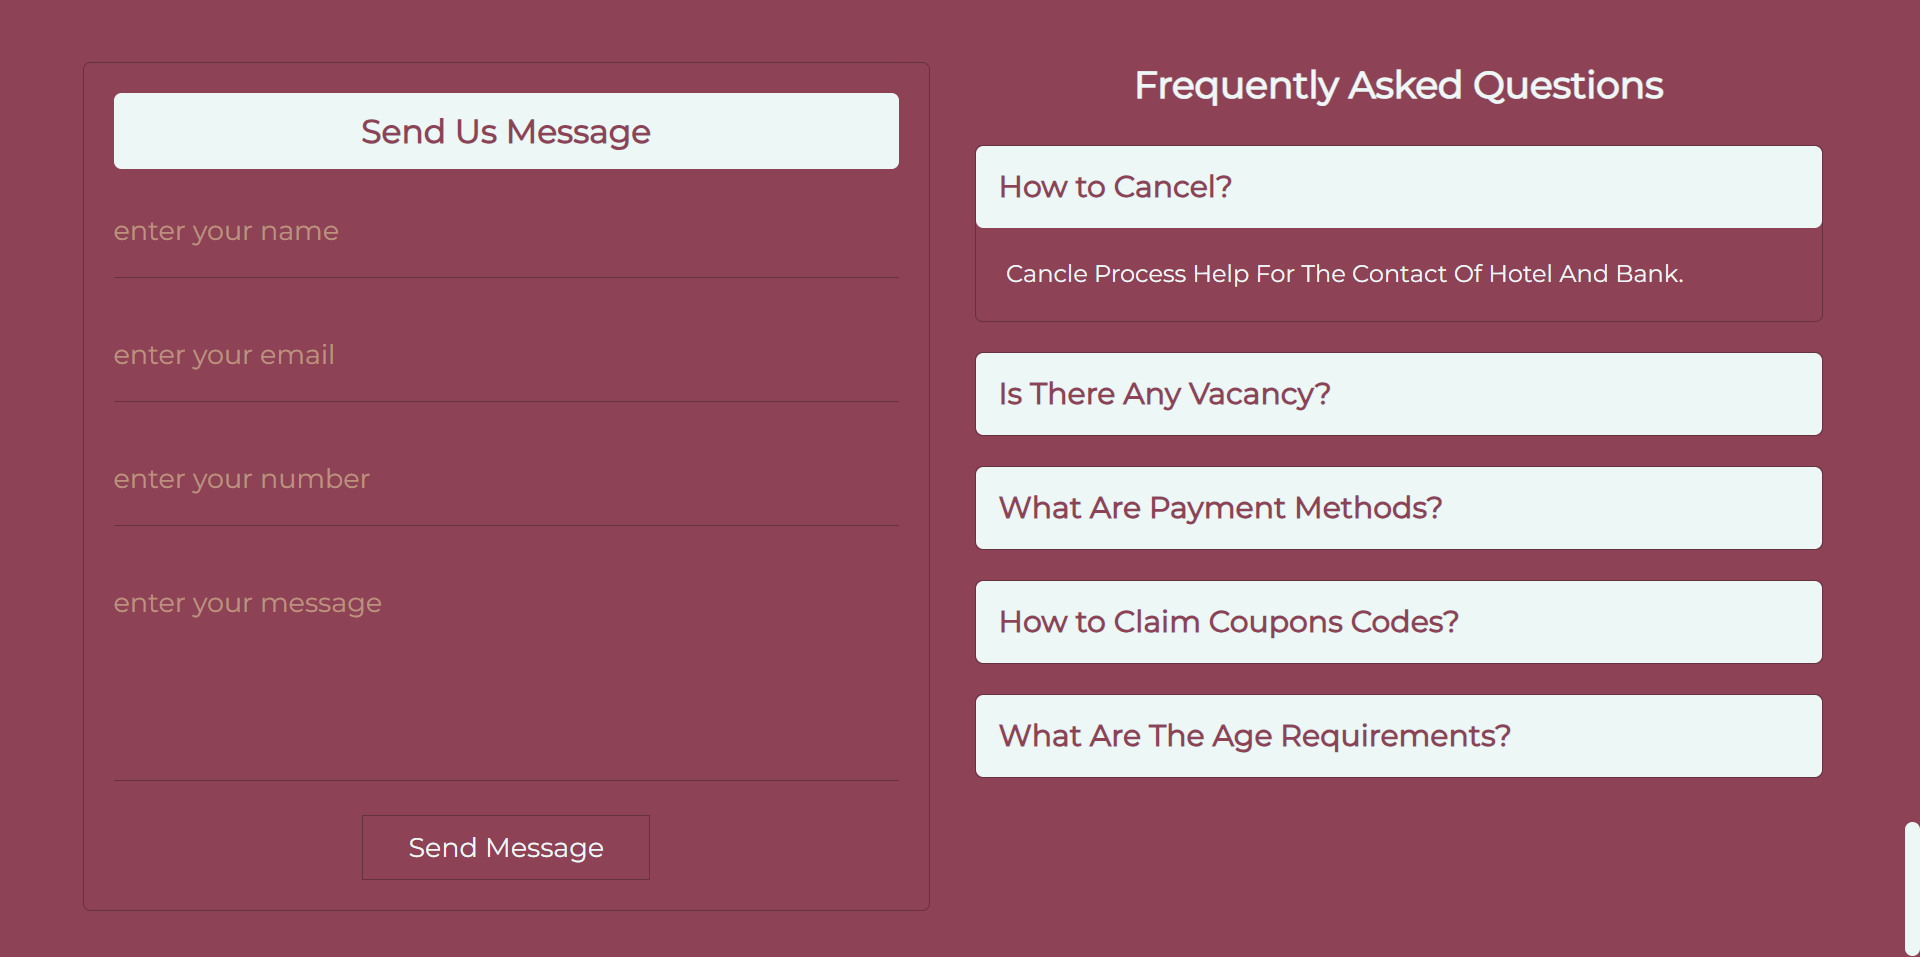 Send Us Message
enter your name
enter your email
enter your number
enter your message
Send Message
Frequently Asked Questions
How to Cancel?
Cancle Process Help For The Contact Of Hotel And Bank.
Is There Any Vacancy?
What Are Payment Methods?
How to Claim Coupons Codes?
What Are The Age Requirements?